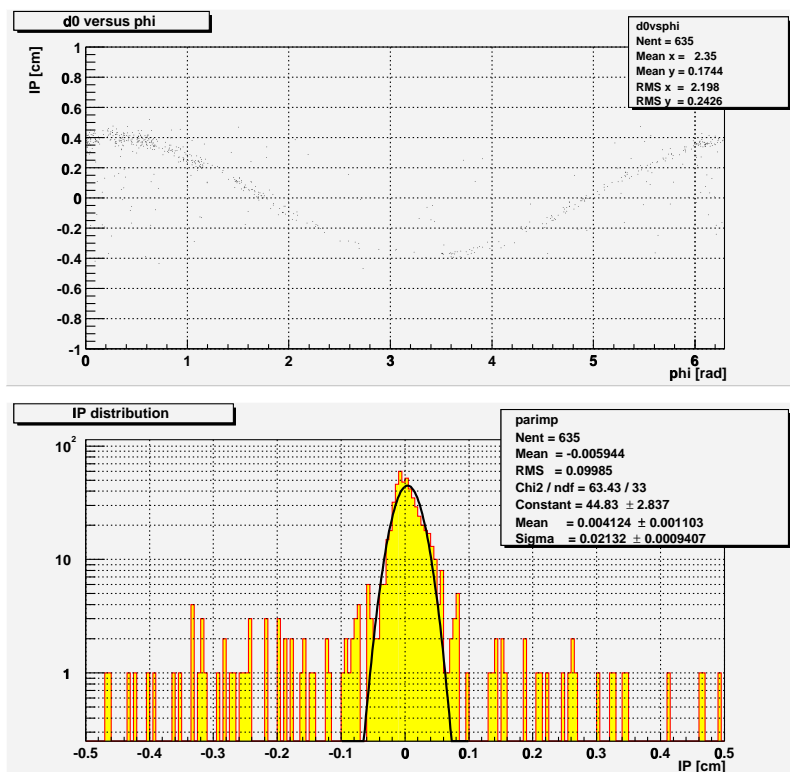 d0 versus phi
d0vsphi
Nent = 635
Mean x = 2.35
Mean y = 0.1744
RMS x = 2.198
RMS y = 0.2426
IP [cm]
1
0.8
0.6
0.4
0.2
0
-0.2
-0.4
-0.6
-0.8
-1
0 1 2 3 4 5 6
phi [rad]
IP distribution
parimp
Nent = 635
Mean = -0.005944
RMS = 0.09985
Chi2 / ndf = 63.43 / 33
Constant = 44.83 ± 2.837
Mean = 0.004124 ± 0.001103
Sigma = 0.02132 ± 0.0009407
10²
10
1
-0.5 -0.4 -0.3 -0.2 -0.1 0 0.1 0.2 0.3 0.4 0.5
IP [cm]